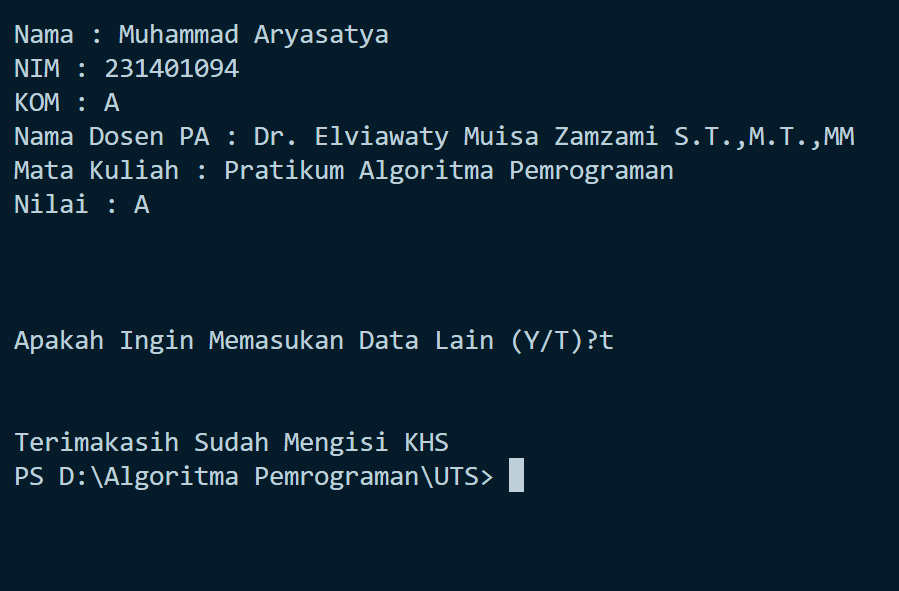 Nama : Muhammad Aryasatya
NIM : 231401094
KOM : A
Nama Dosen PA : Dr. Elviawaty Muisa Zamzami S.T.,M.T.,MM
Mata Kuliah : Pratikum Algoritma Pemrograman
Nilai : A
Apakah Ingin Memasukan Data Lain (Y/T)?t
Terimakasih Sudah Mengisi KHS
PS D:\Algoritma Pemrograman\UTS>